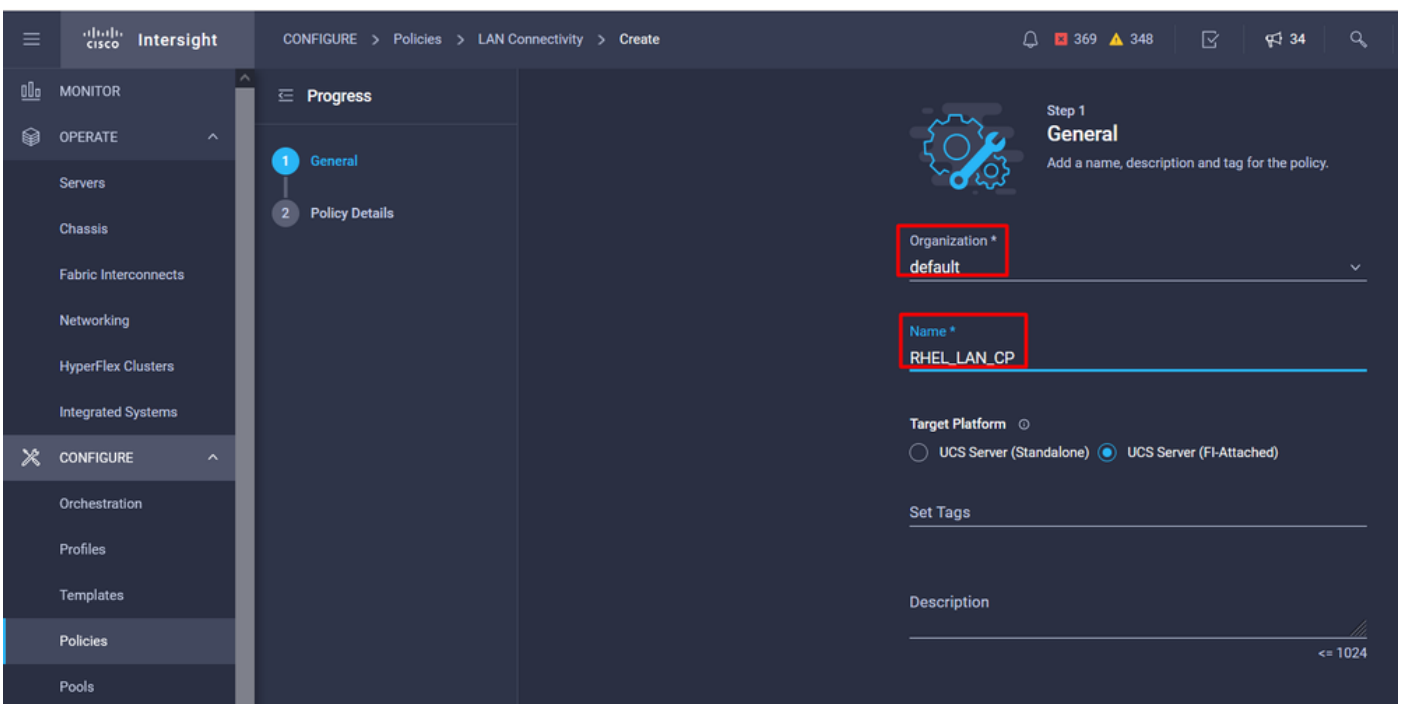 cisco Intersight
CONFIGURE > Policies > LAN Connectivity > Create
369 348 34
MONITOR
OPERATE
Servers
Chassis
Fabric Interconnects
Networking
HyperFlex Clusters
Integrated Systems
CONFIGURE
Orchestration
Profiles
Templates
Policies
Pools
Progress
1 General
2 Policy Details
Step 1
General
Add a name, description and tag for the policy.
Organization *
default
Name *
RHEL_LAN_CP
Target Platform
UCS Server (Standalone) UCS Server (FI-Attached)
Set Tags
Description
<= 1024